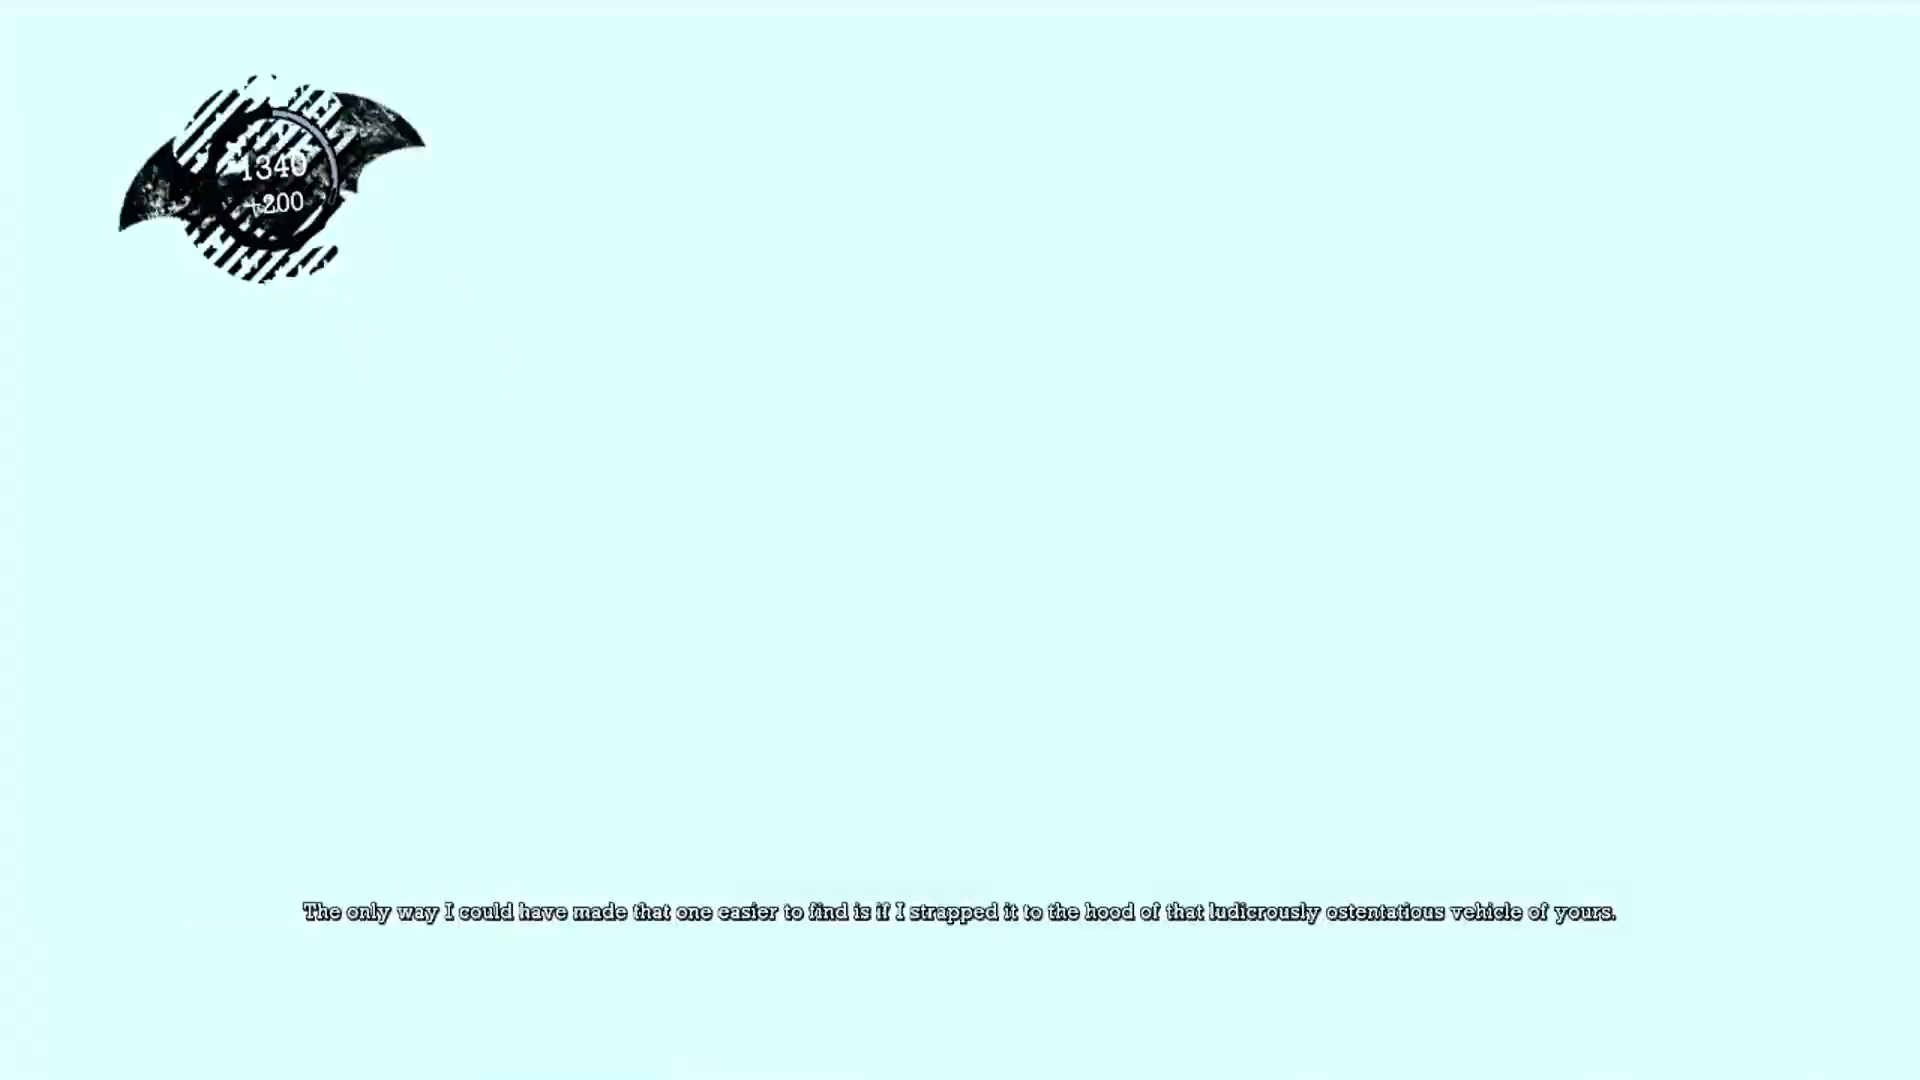 1340
+200
The only way I could have made that one easier to find is if I strapped it to the hood of that ludicrously ostentatious vehicle of yours.